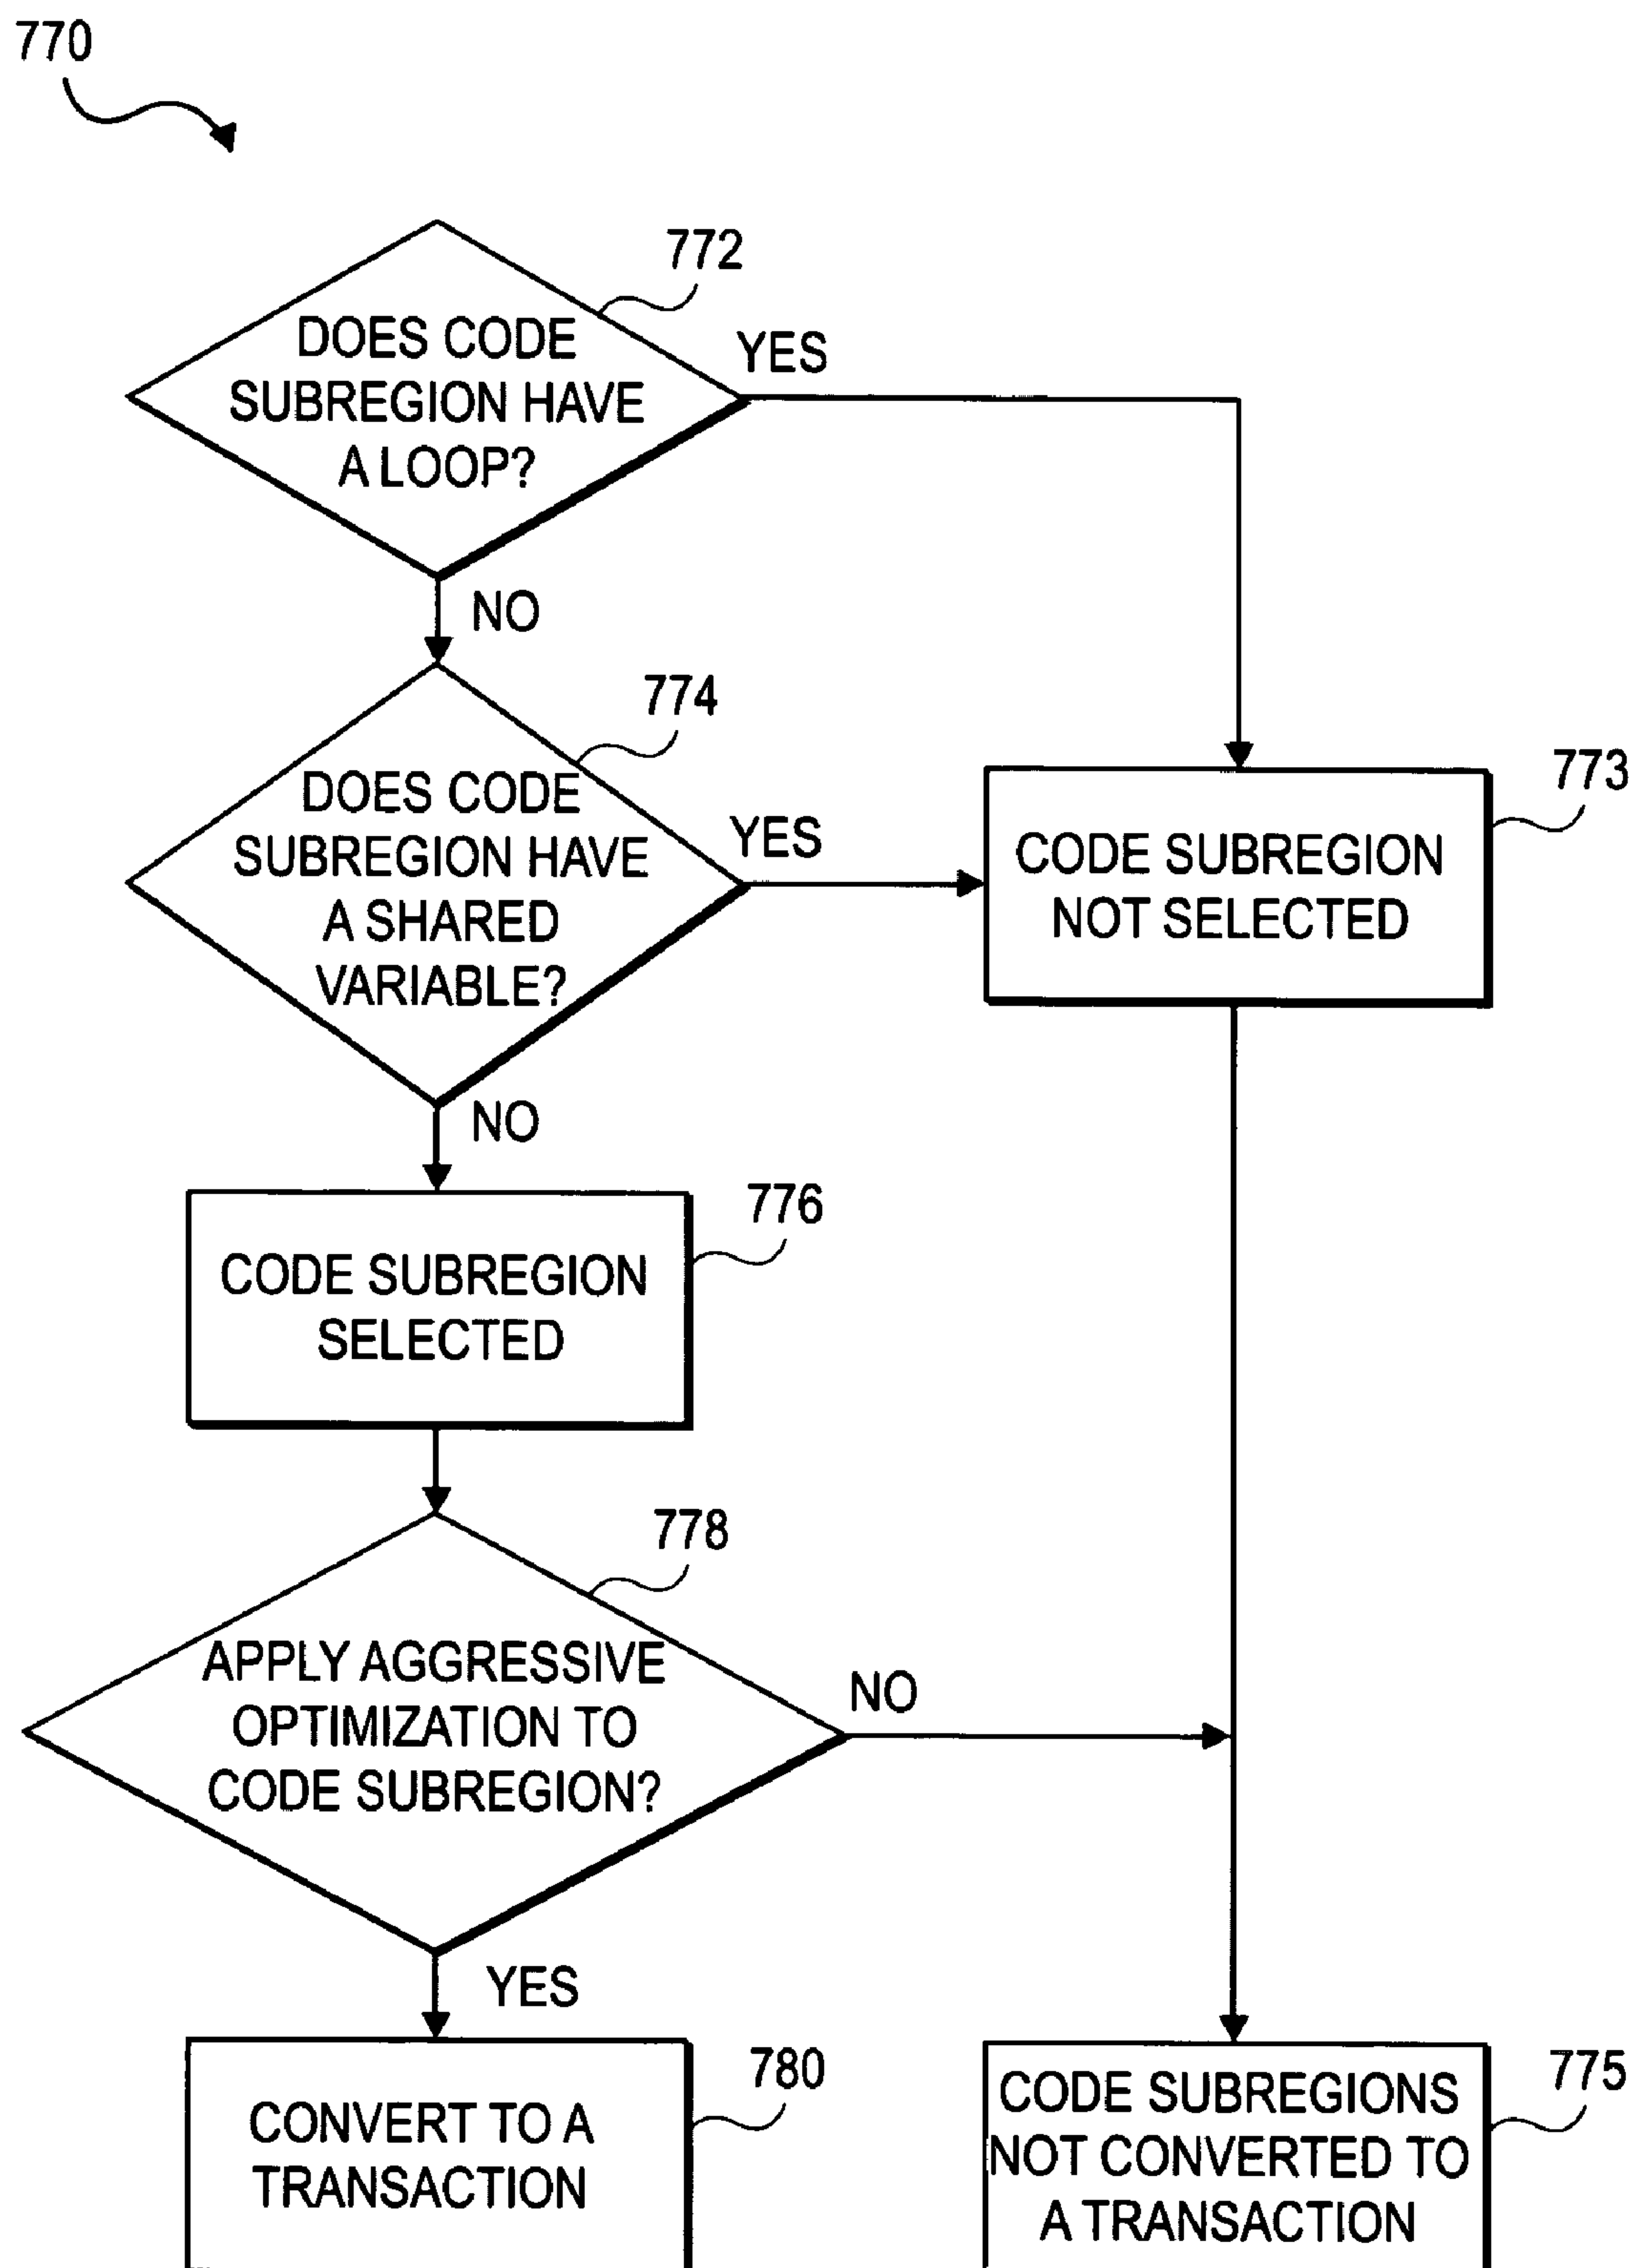 770
772
DOES CODE
SUBREGION HAVE
A LOOP?
YES
NO
774
DOES CODE
SUBREGION HAVE
A SHARED
VARIABLE?
YES
773
CODE SUBREGION
NOT SELECTED
NO
776
CODE SUBREGION
SELECTED
778
APPLY AGGRESSIVE
OPTIMIZATION TO
CODE SUBREGION?
NO
YES
780
CONVERT TO A
TRANSACTION
775
CODE SUBREGIONS
NOT CONVERTED TO
A TRANSACTION